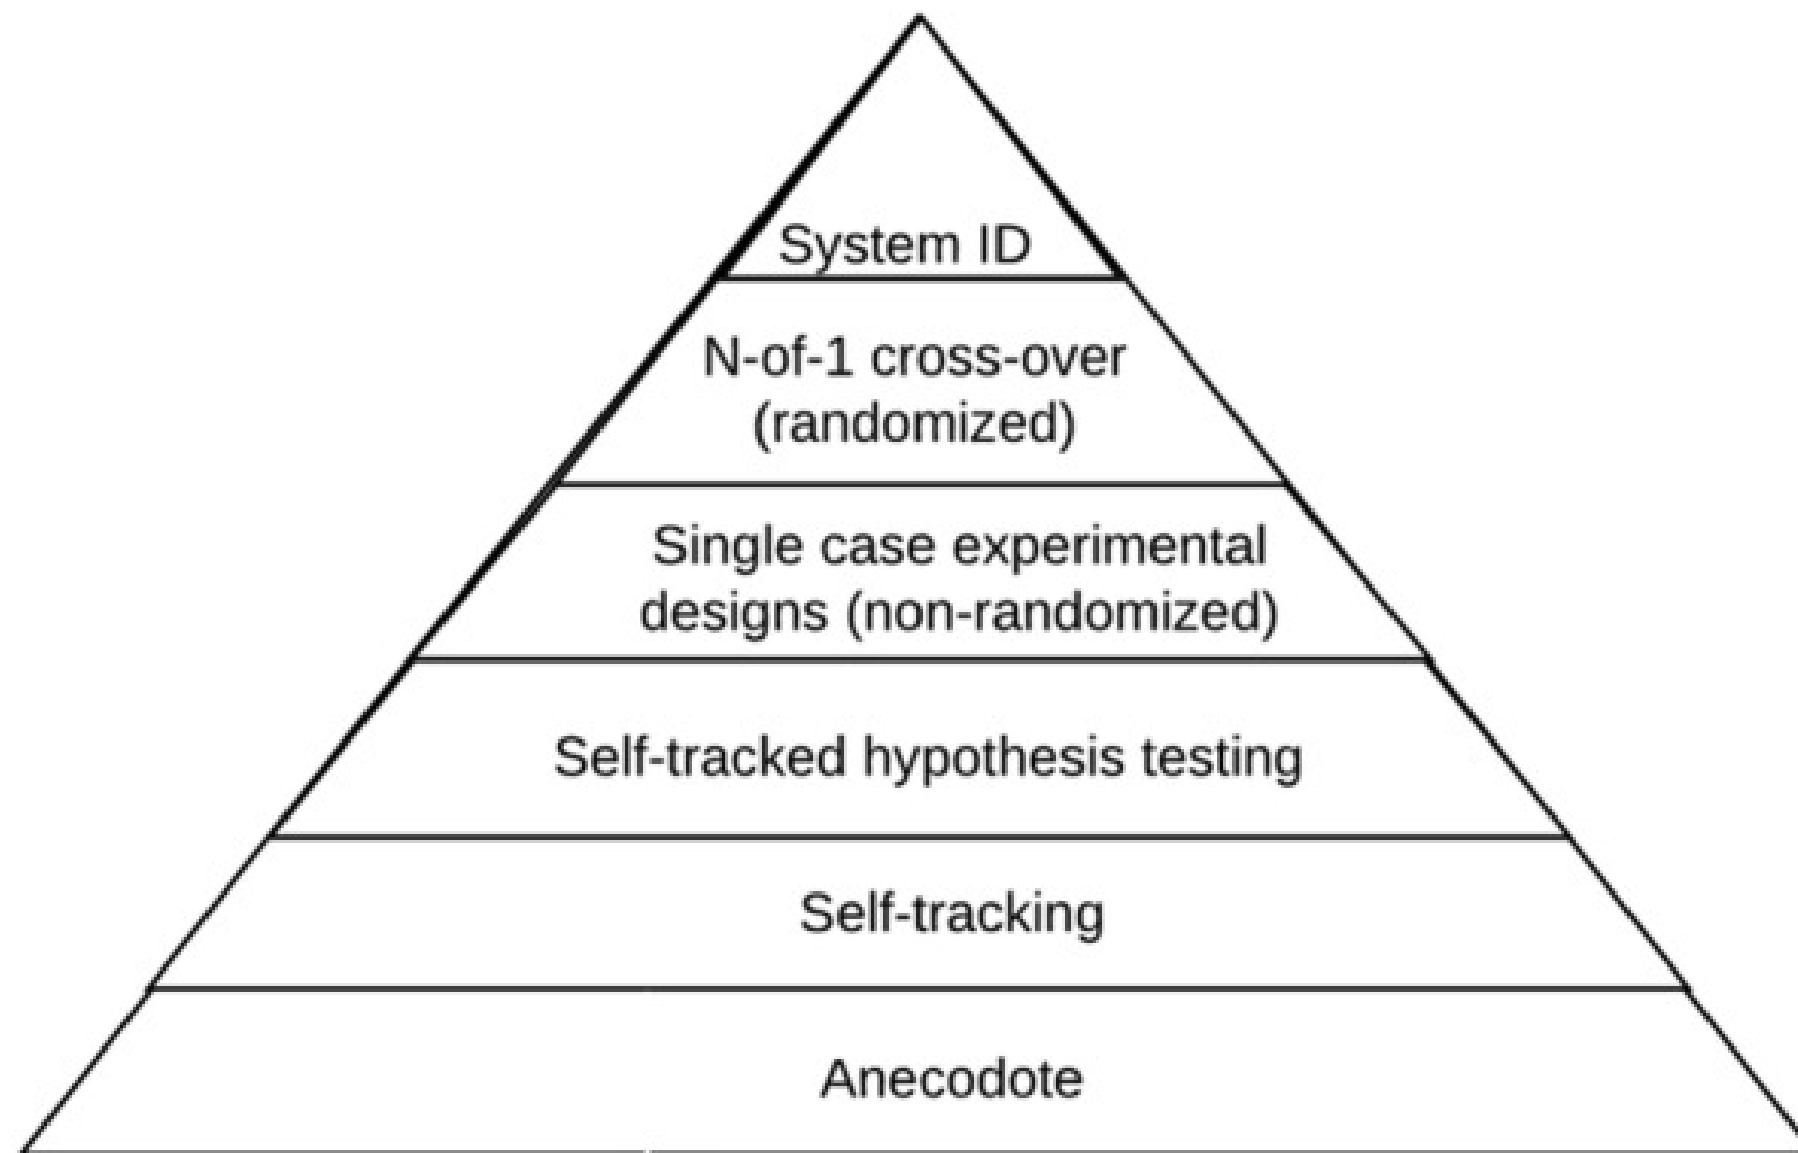 System ID
N-of-1 cross-over
(randomized)
Single case experimental
designs (non-randomized)
Self-tracked hypothesis testing
Self-tracking
Anecodote